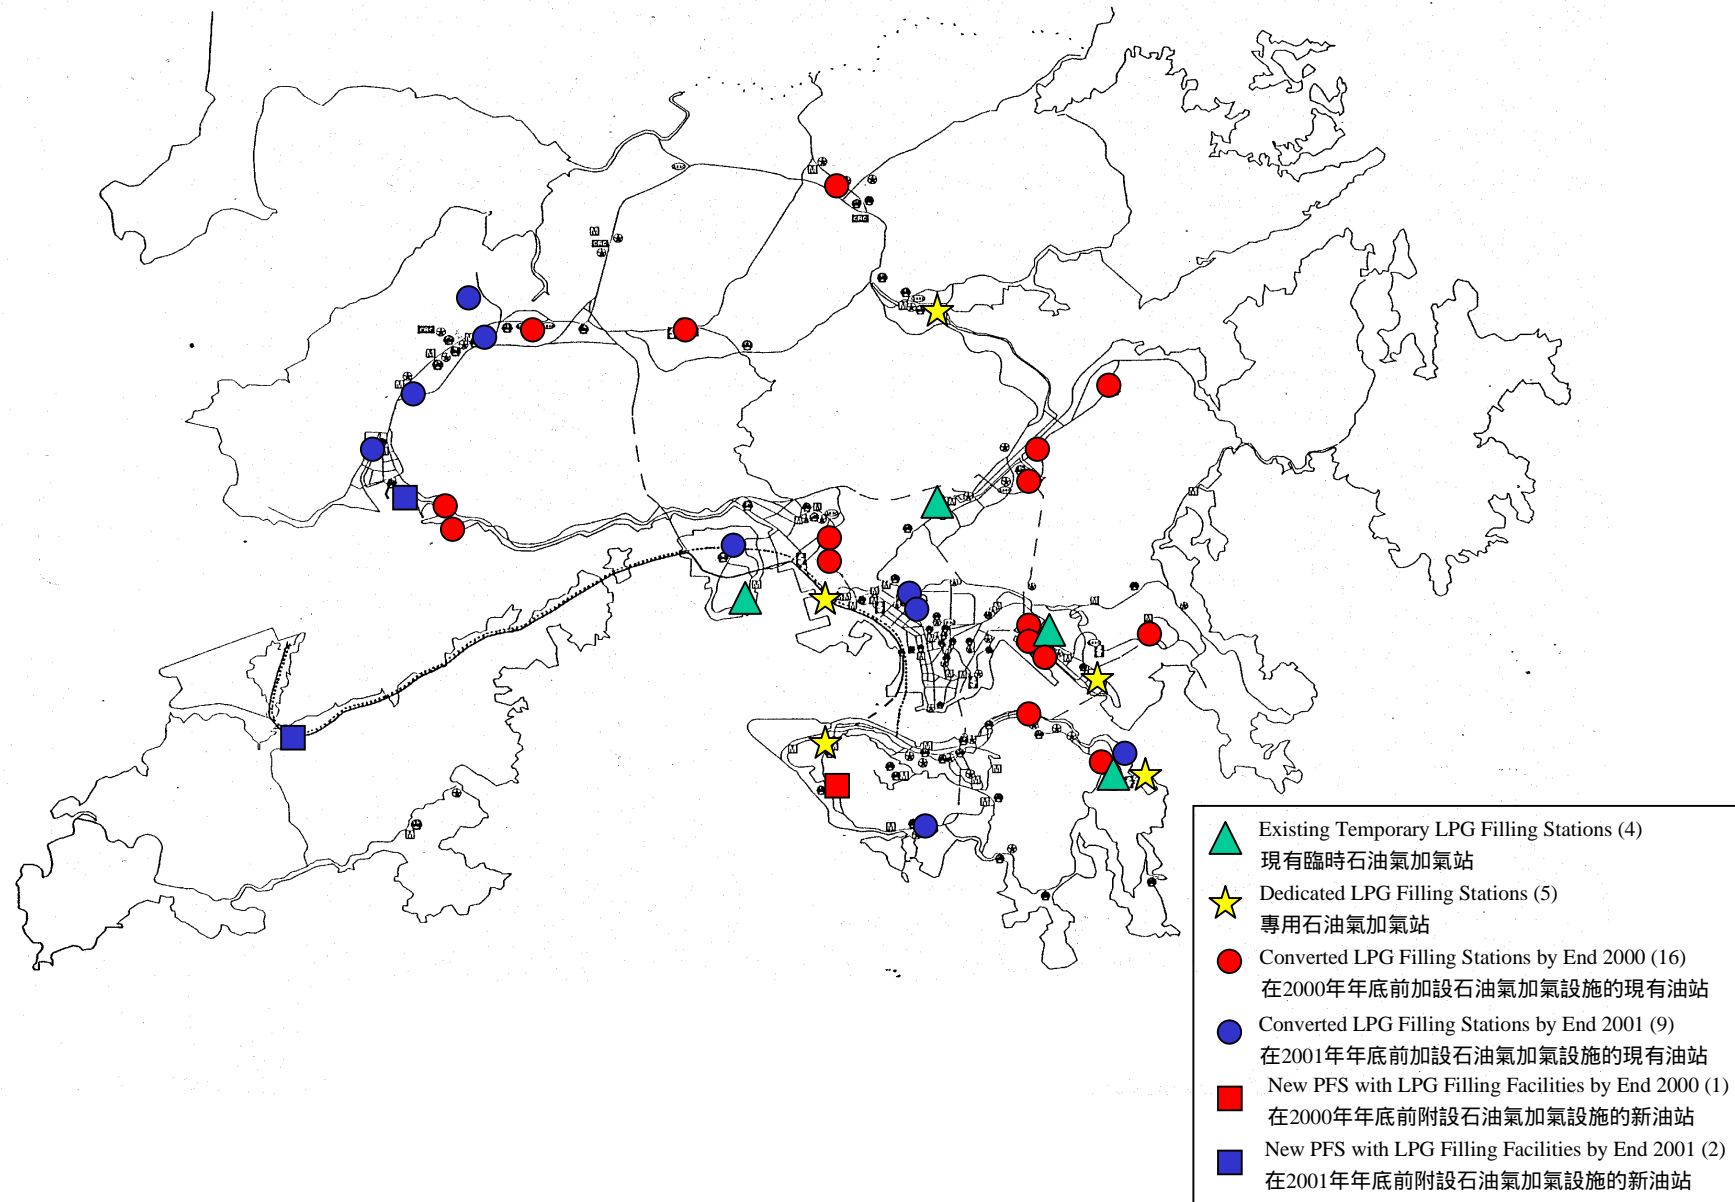 Existing Temporary LPG Filling Stations (4)
現有臨時石油氣加氣站
Dedicated LPG Filling Stations (5)
專用石油氣加氣站
Converted LPG Filling Stations by End 2000 (16)
在2000年年底前加設石油氣加氣設施的現有油站
Converted LPG Filling Stations by End 2001 (9)
在2001年年底前加設石油氣加氣設施的現有油站
New PFS with LPG Filling Facilities by End 2000 (1)
在2000年年底前附設石油氣加氣設施的新油站
New PFS with LPG Filling Facilities by End 2001 (2)
在2001年年底前附設石油氣加氣設施的新油站